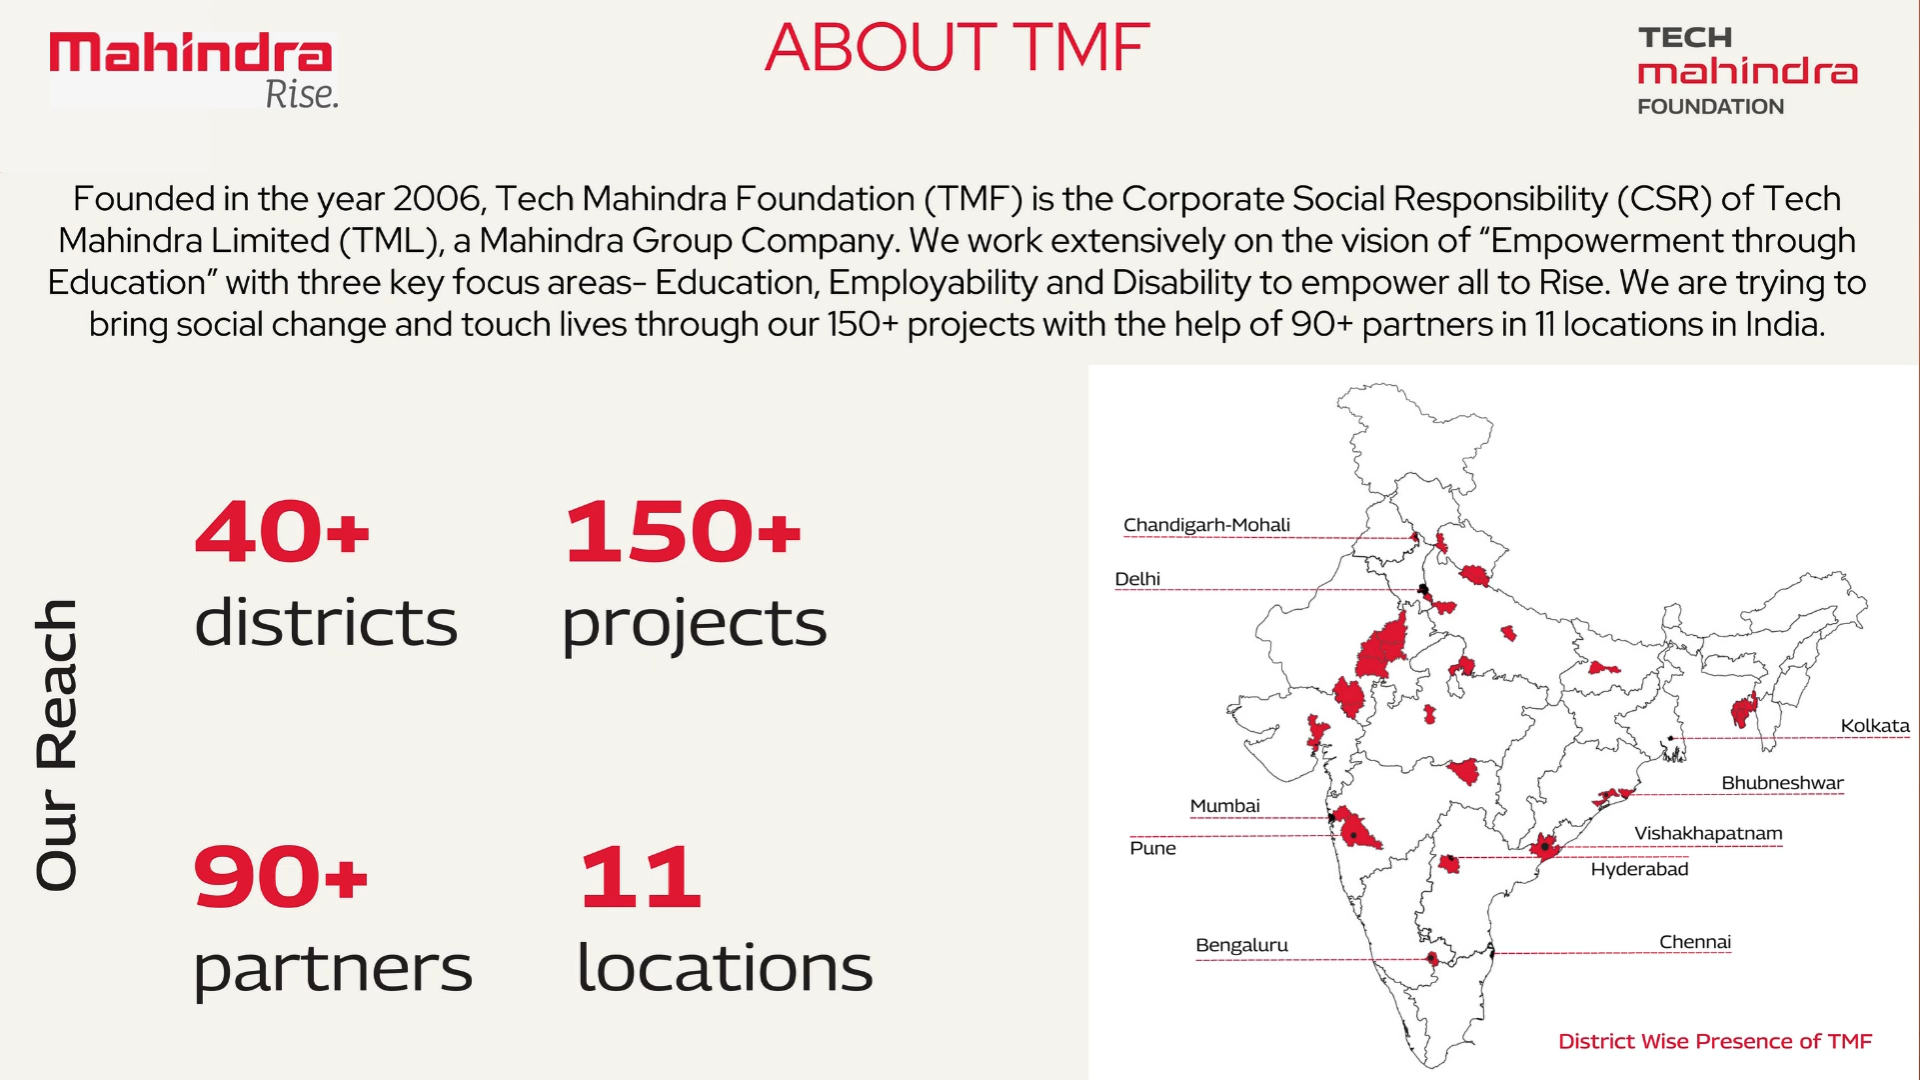 Mahindra
Rise.
ABOUT TMF
TECH
mahindra
FOUNDATION
Founded in the year 2006, Tech Mahindra Foundation (TMF) is the Corporate Social Responsibility (CSR) of Tech
Mahindra Limited (TML), a Mahindra Group Company. We work extensively on the vision of “Empowerment through
Education” with three key focus areas- Education, Employability and Disability to empower all to Rise. We are trying to
bring social change and touch lives through our 150+ projects with the help of 90+ partners in 11 locations in India.
Our Reach
40+
districts
150+
projects
90+
partners
11
locations
Chandigarh-Mohali
Delhi
Kolkata
Bhubneshwar
Mumbai
Vishakhapatnam
Pune
Hyderabad
Bengaluru
Chennai
District Wise Presence of TMF